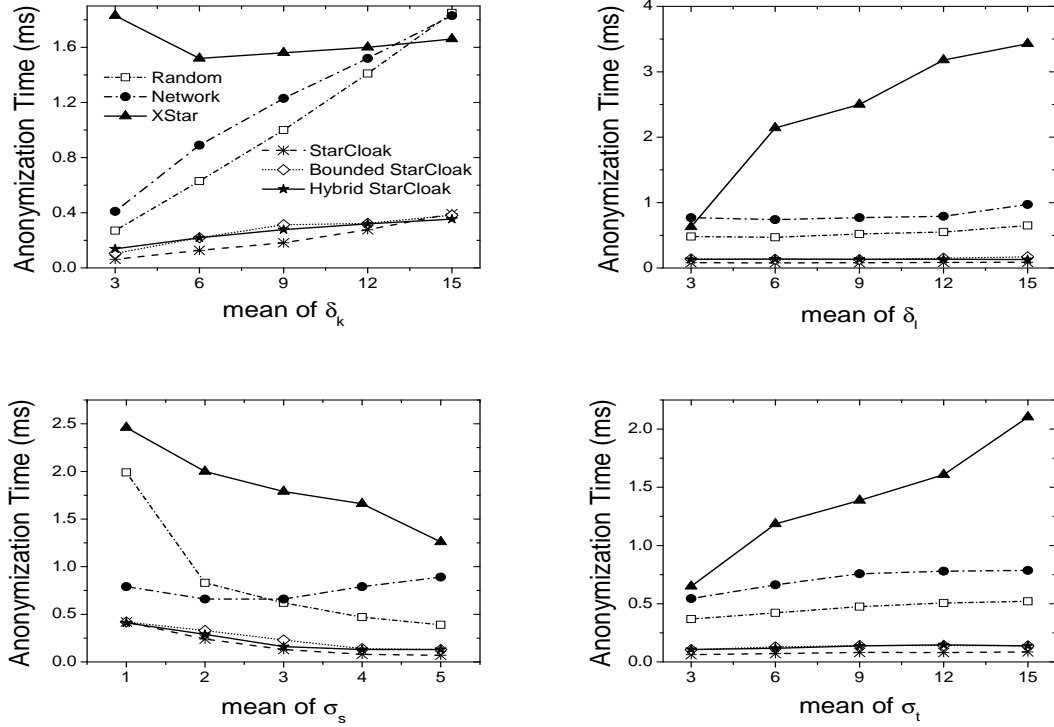 Anonymization Time (ms)
1.6
1.2
0.8
0.4
0.0
Random
Network
XStar
StarCloak
Bounded StarCloak
Hybrid StarCloak
3 6 9 12 15
mean of δk
Anonymization Time (ms)
4
3
2
1
0
3 6 9 12 15
mean of δl
Anonymization Time (ms)
2.5
2.0
1.5
1.0
0.5
0.0
1 2 3 4 5
mean of σs
Anonymization Time (ms)
2.0
1.5
1.0
0.5
0.0
3 6 9 12 15
mean of σt